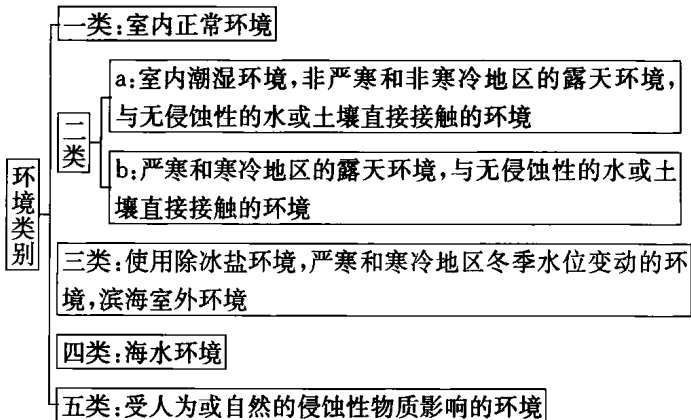 一类:室内正常环境
a:室内潮湿环境,非严寒和非寒冷地区的露天环境,
与无侵蚀性的水或土壤直接接触的环境
二类
b:严寒和寒冷地区的露天环境,与无侵蚀性的水或土
壤直接接触的环境
环境类别
三类:使用除冰盐环境,严寒和寒冷地区冬季水位变动的环
境,滨海室外环境
四类:海水环境
五类:受人为或自然的侵蚀性物质影响的环境